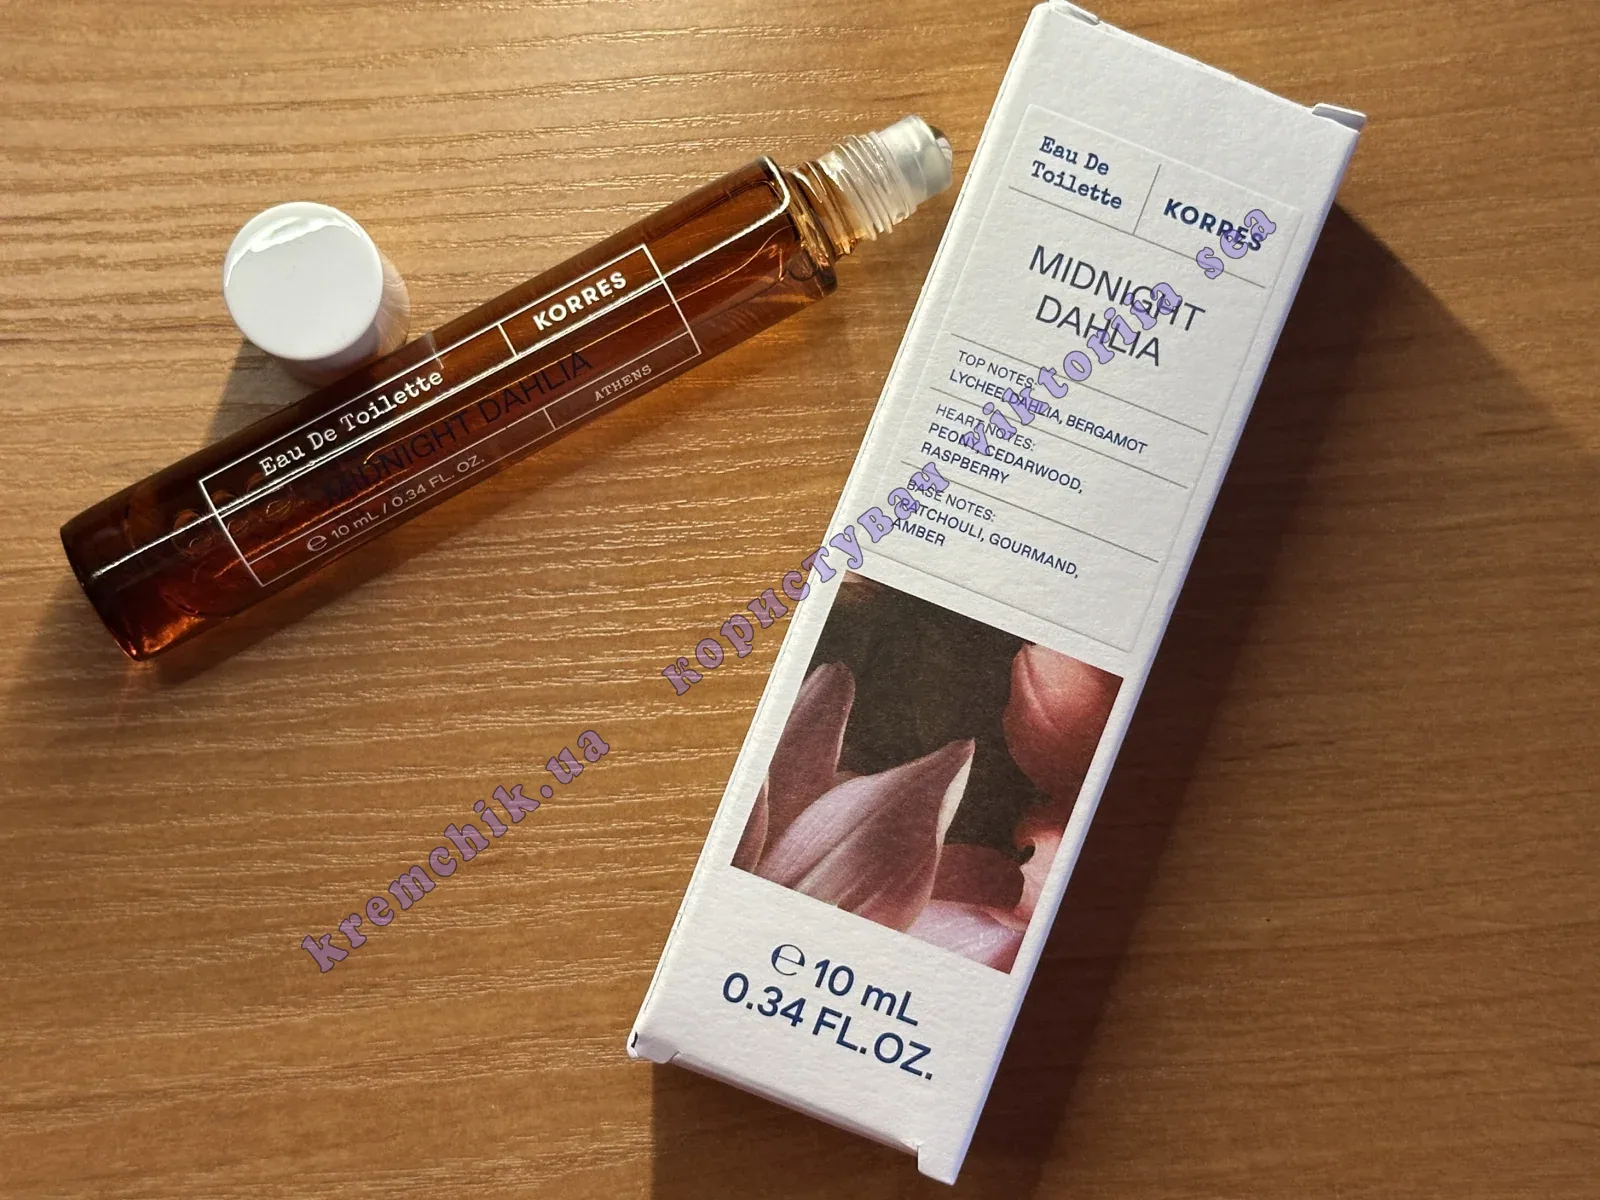 Eau De Toilette
KORRES
MIDNIGHT DAHLIA
℮ 10 mL / 0.34 FL. OZ.
ATHENS
Eau De
Toilette
KORRES
MIDNIGHT
DAHLIA
TOP NOTES:
LYCHEE, DAHLIA, BERGAMOT
HEART NOTES:
PEONY, CEDARWOOD,
RASPBERRY
BASE NOTES:
PATCHOULI, GOURMAND,
AMBER
℮ 10 mL
0.34 FL.OZ.
kremchik.ua користувач viktoriia sea